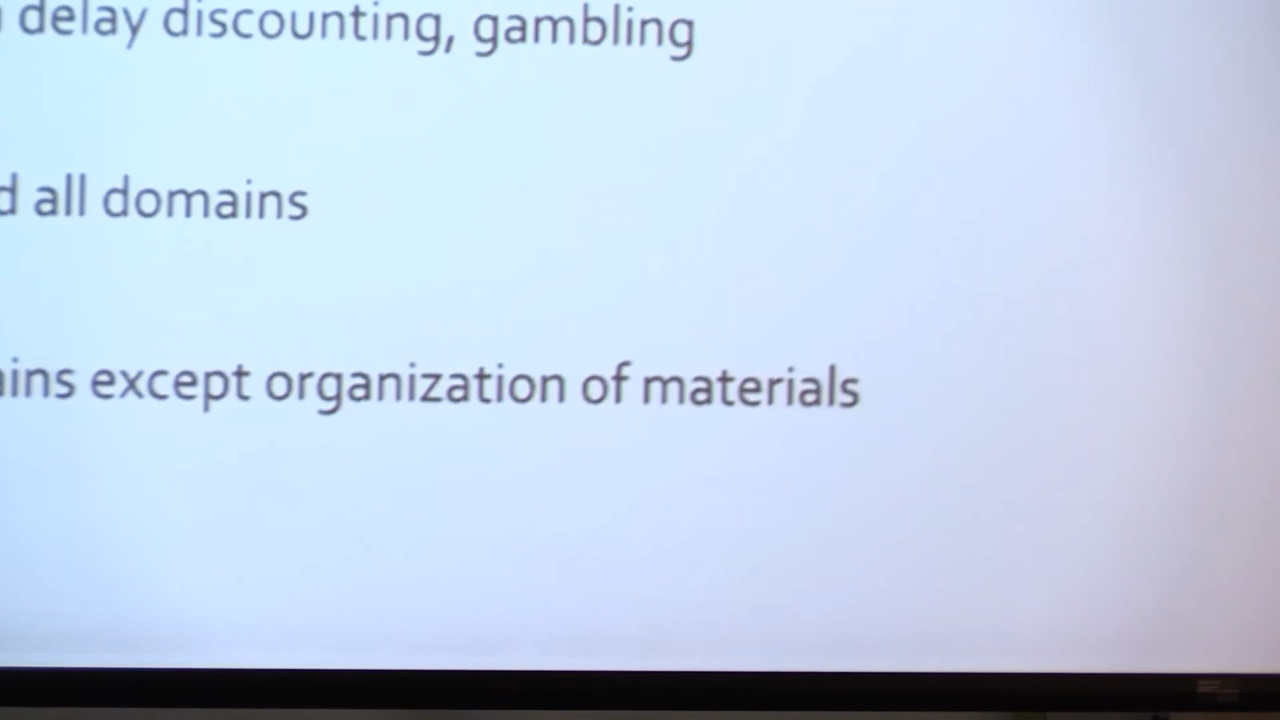 delay discounting, gambling
all domains
except organization of materials